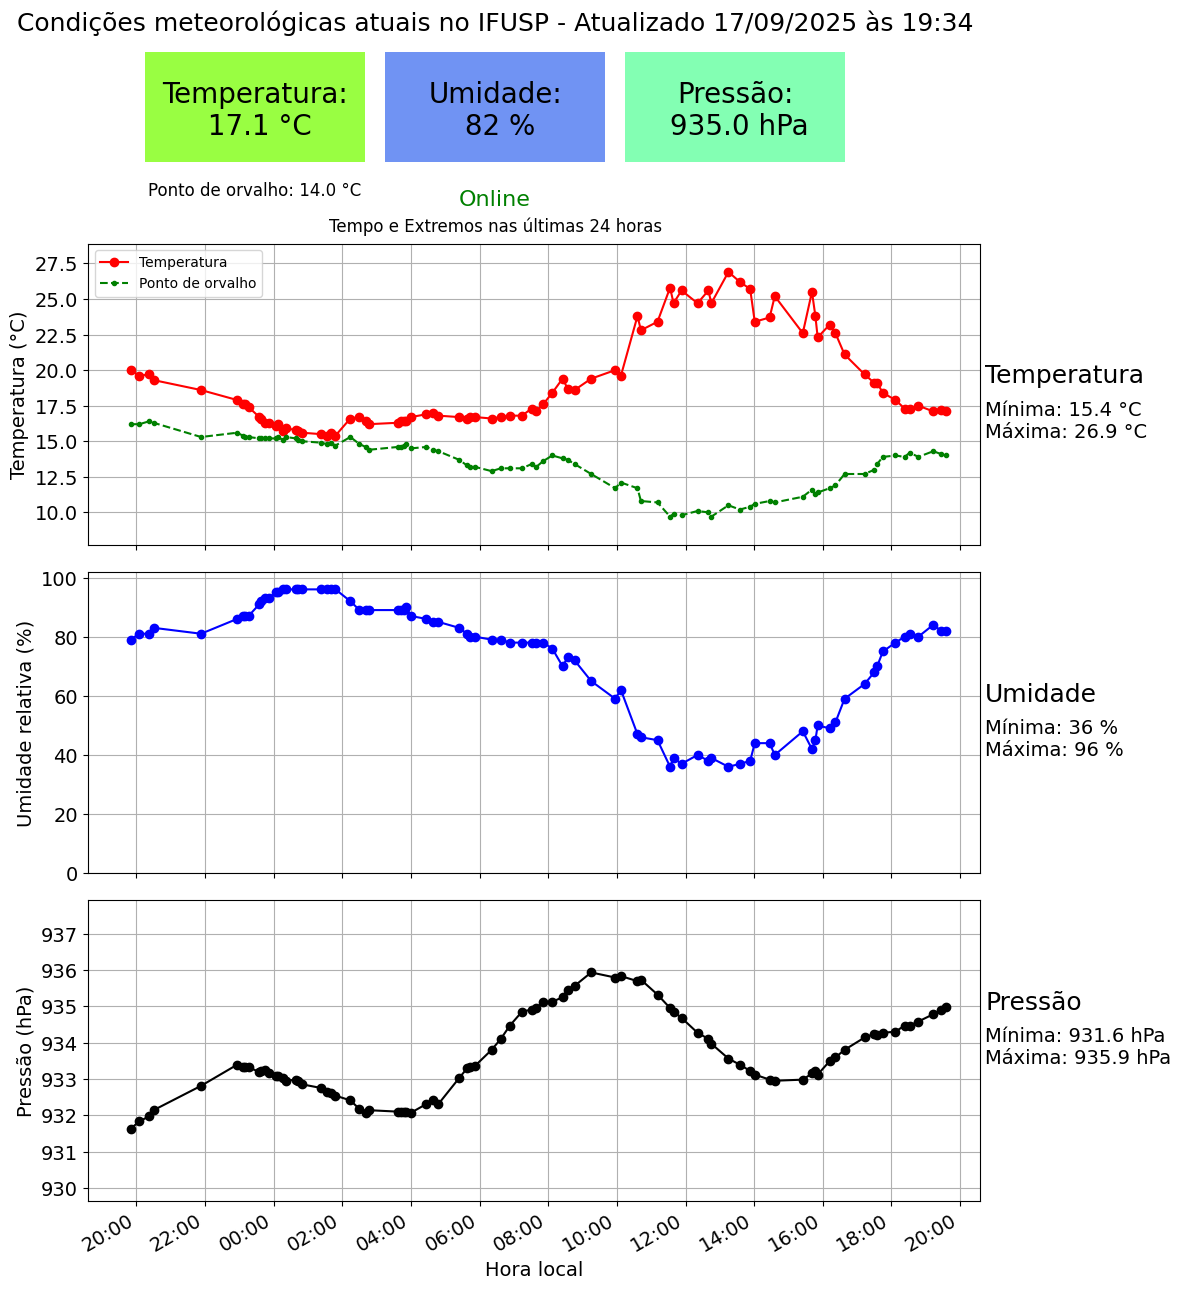 Condições meteorológicas atuais no IFUSP - Atualizado 17/09/2025 às 19:34
Temperatura:
17.1 °C
Umidade:
82 %
Pressão:
935.0 hPa
Ponto de orvalho: 14.0 °C
Online
Tempo e Extremos nas últimas 24 horas
Temperatura (°C)
27.5
25.0
22.5
20.0
17.5
15.0
12.5
10.0
Temperatura
Ponto de orvalho
Temperatura
Mínima: 15.4 °C
Máxima: 26.9 °C
Umidade relativa (%)
100
80
60
40
20
0
Umidade
Mínima: 36 %
Máxima: 96 %
Pressão (hPa)
937
936
935
934
933
932
931
930
Pressão
Mínima: 931.6 hPa
Máxima: 935.9 hPa
20:00
22:00
00:00
02:00
04:00
06:00
08:00
10:00
12:00
14:00
16:00
18:00
20:00
Hora local